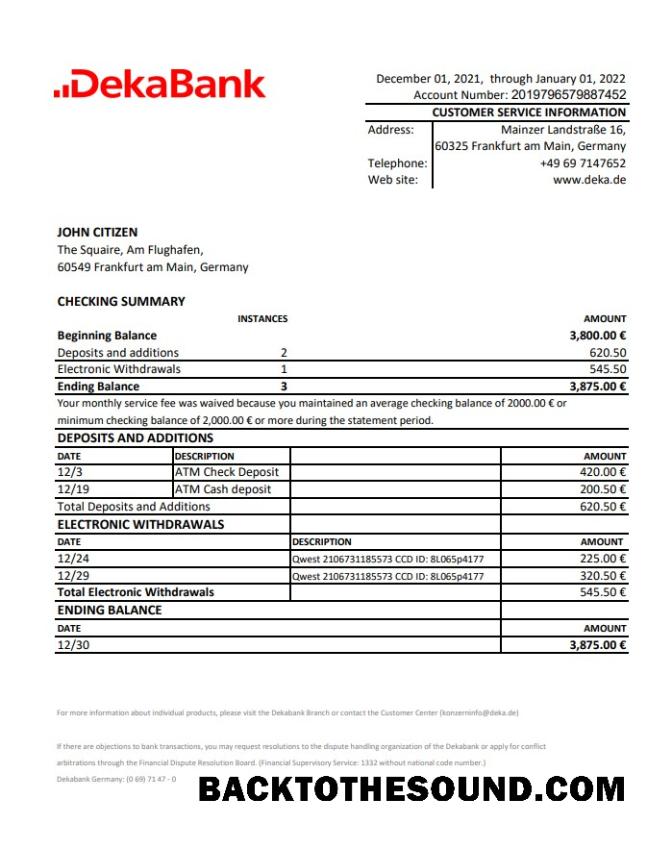 DekaBank
December 01, 2021, through January 01, 2022
Account Number: 2019796579887452
CUSTOMER SERVICE INFORMATION
Address: Mainzer Landstraße 16,
60325 Frankfurt am Main, Germany
Telephone: +49 69 7147652
Web site: www.deka.de
JOHN CITIZEN
The Squaire, Am Flughafen,
60549 Frankfurt am Main, Germany
CHECKING SUMMARY
INSTANCES AMOUNT
Beginning Balance 3,800.00 €
Deposits and additions 2 620.50
Electronic Withdrawals 1 545.50
Ending Balance 3 3,875.00 €
Your monthly service fee was waived because you maintained an average checking balance of 2000.00 € or
minimum checking balance of 2,000.00 € or more during the statement period.
DEPOSITS AND ADDITIONS
DATE DESCRIPTION AMOUNT
12/3 ATM Check Deposit 420.00 €
12/19 ATM Cash deposit 200.50 €
Total Deposits and Additions 620.50 €
ELECTRONIC WITHDRAWALS
DATE DESCRIPTION AMOUNT
12/24 Qwest 2106731185573 CCD ID: 8L065p4177 225.00 €
12/29 Qwest 2106731185573 CCD ID: 8L065p4177 320.50 €
Total Electronic Withdrawals 545.50 €
ENDING BALANCE
DATE AMOUNT
12/30 3,875.00 €
For more information about individual products, please visit the Dekabank Branch or contact the Customer Center (konzerninfo@deka.de)
If there are objections to bank transactions, you may request resolutions to the dispute handling organization of the Dekabank or apply for conflict
arbitrations through the Financial Dispute Resolution Board. (Financial Supervisory Service: 1332 without national code number.)
Dekabank Germany: (0 69) 71 47 - 0
BACKTOTHESOUND.COM